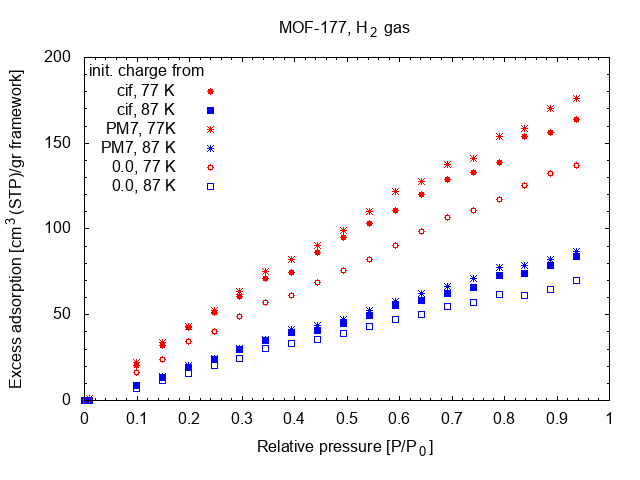 MOF-177, H2 gas
Excess adsorption [cm3 (STP)/gr framework]
200
150
100
50
0
init. charge from
cif, 77 K
cif, 87 K
PM7, 77K
PM7, 87 K
0.0, 77 K
0.0, 87 K
0 0.1 0.2 0.3 0.4 0.5 0.6 0.7 0.8 0.9 1
Relative pressure [P/P0]